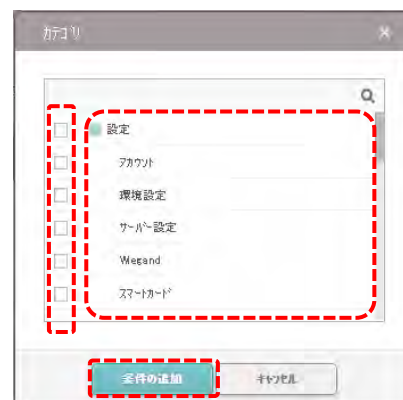 カテゴリ
設定
アカウント
環境設定
サーバー設定
Wiegand
スマートカード
条件の追加
キャンセル